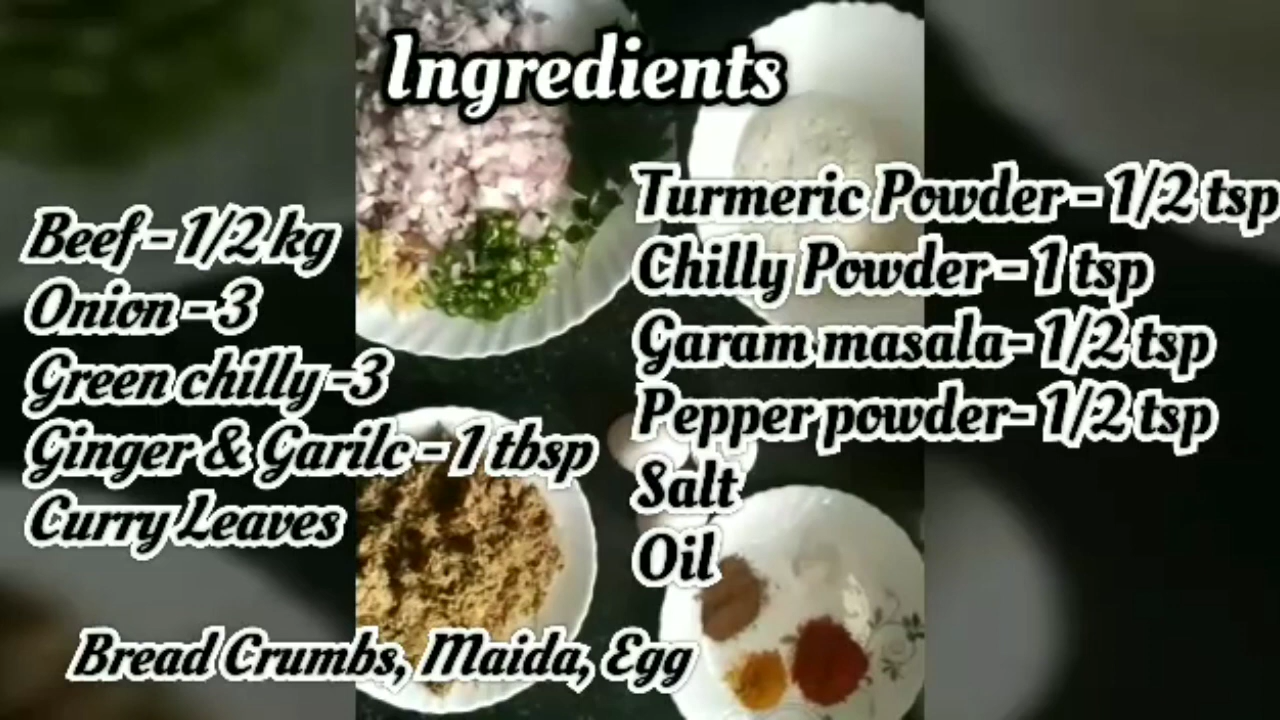 Ingredients
Beef - 1/2 kg
Onion - 3
Green chilly -3
Ginger & Garilc - 1 tbsp
Curry Leaves
Turmeric Powder - 1/2 tsp
Chilly Powder - 1 tsp
Garam masala- 1/2 tsp
Pepper powder- 1/2 tsp
Salt
Oil
Bread Crumbs, Maida, Egg